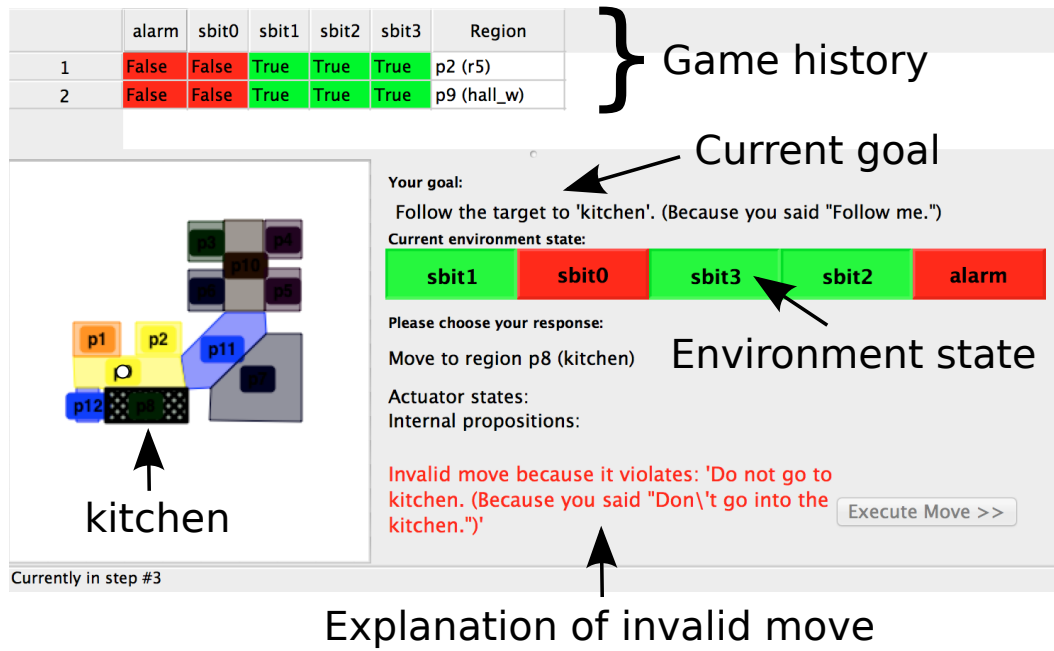 alarm sbit0 sbit1 sbit2 sbit3 Region
1 False False True True True p2 (r5)
2 False False True True True p9 (hall_w)
Game history
Current goal
Your goal:
Follow the target to 'kitchen'. (Because you said "Follow me.")
Current environment state:
sbit1 sbit0 sbit3 sbit2 alarm
Environment state
Please choose your response:
Move to region p8 (kitchen)
Actuator states:
Internal propositions:
Invalid move because it violates: 'Do not go to
kitchen. (Because you said "Don\'t go into the
kitchen.")'
Execute Move >>
Explanation of invalid move
p3 p4
p10
p6 p5
p1 p2 p11
p7
p12 p8
kitchen
Currently in step #3